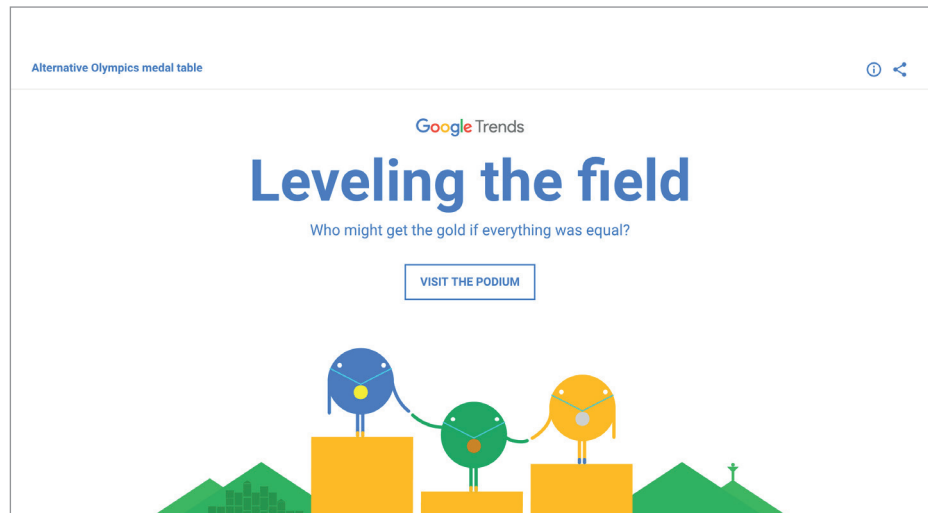 Alternative Olympics medal table
Google Trends
Leveling the field
Who might get the gold if everything was equal?
VISIT THE PODIUM